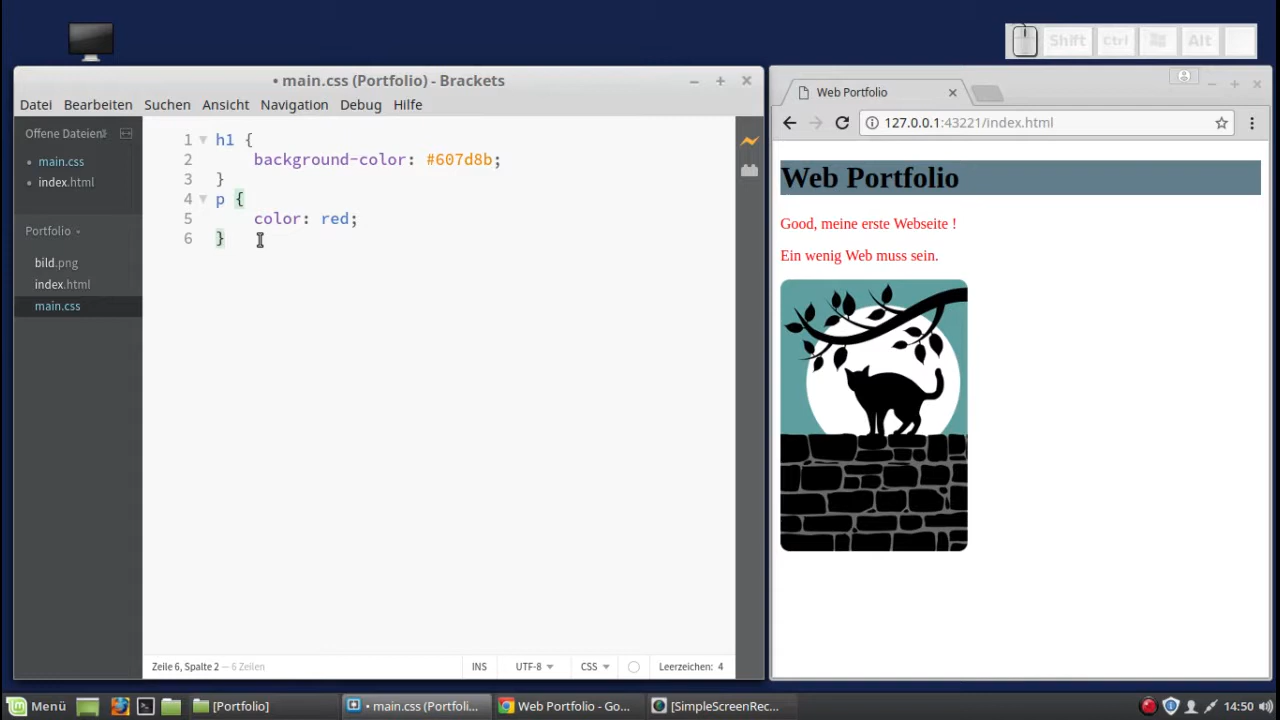 Shift Ctrl Alt
• main.css (Portfolio) - Brackets
Datei Bearbeiten Suchen Ansicht Navigation Debug Hilfe
Offene Dateien
main.css
• index.html
Portfolio
bild.png
index.html
main.css
1 h1 {
2 background-color: #607d8b;
3 }
4 p {
5 color: red;
6 }
Zeile 6, Spalte 2 — 6 Zeilen INS UTF-8 CSS Leerzeichen: 4
Web Portfolio
127.0.0.1:43221/index.html
Web Portfolio
Good, meine erste Webseite !
Ein wenig Web muss sein.
Menü [Portfolio] • main.css (Portfoli... Web Portfolio - Go... [SimpleScreenRec... 14:50